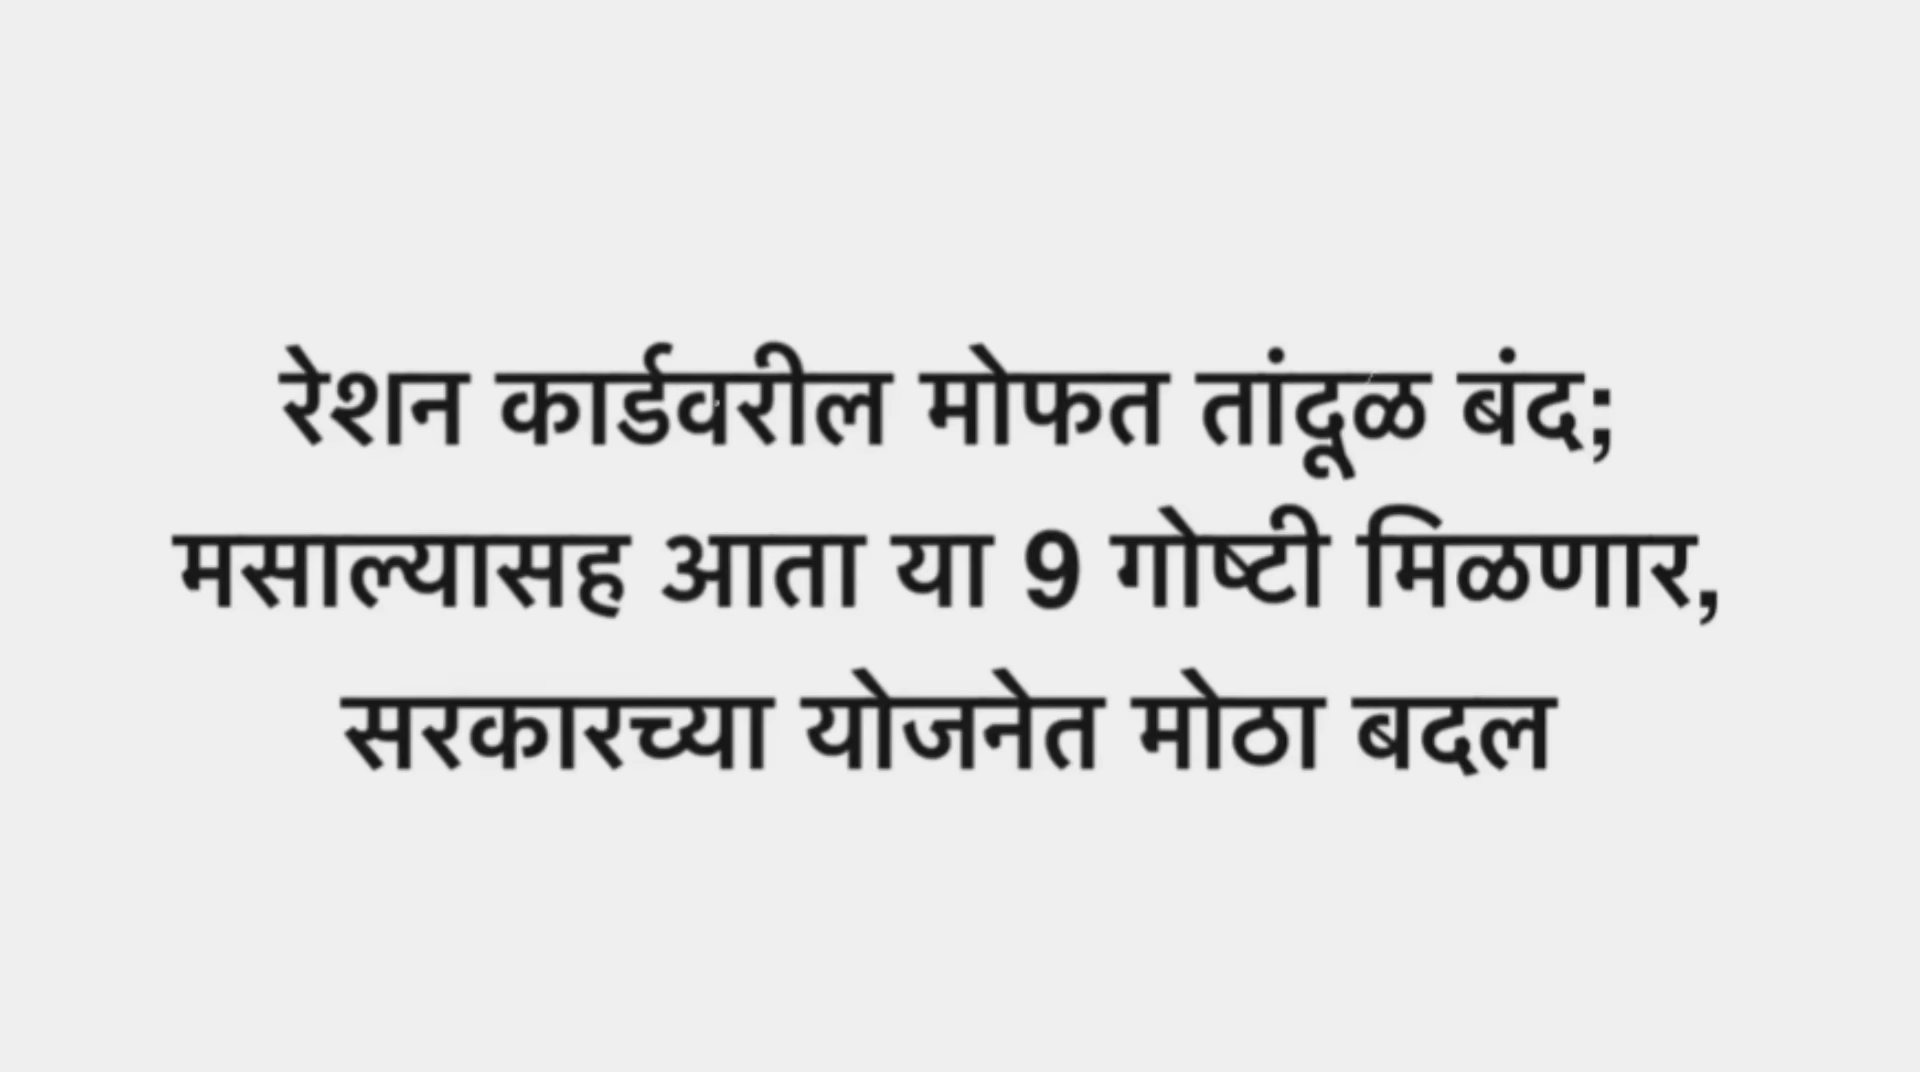 रेशन कार्डवरील मोफत तांदूळ बंद;
मसाल्यासह आता या 9 गोष्टी मिळणार,
सरकारच्या योजनेत मोठा बदल